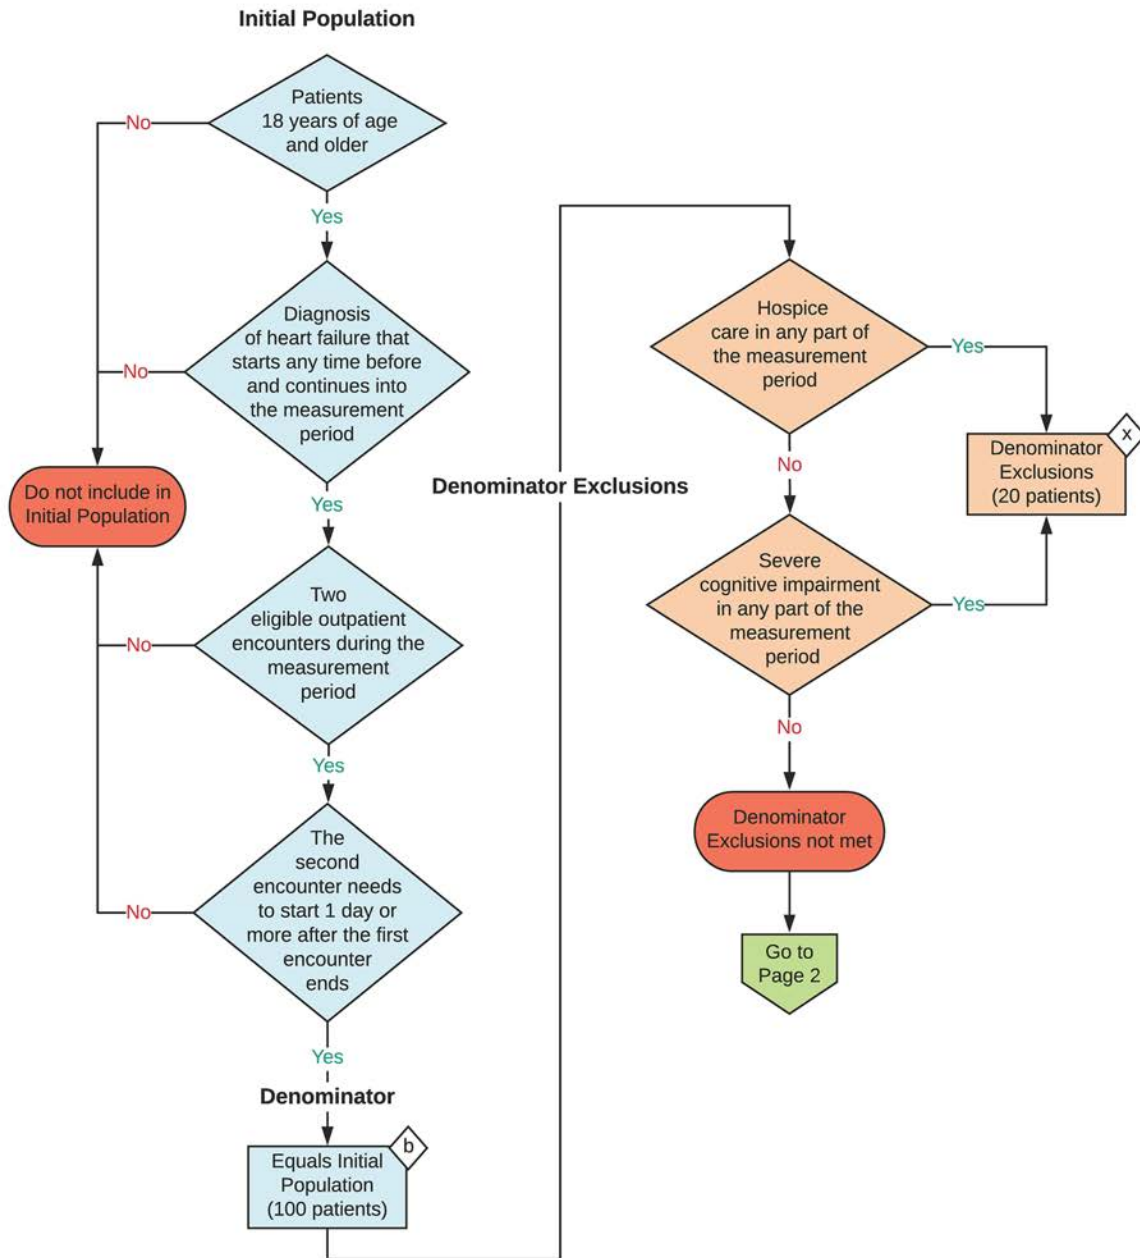 Initial Population
Patients
18 years of age
and older
No
Yes
Diagnosis
of heart failure that
starts any time before
and continues into
the measurement
period
No
Do not include in
Initial Population
Yes
Two
eligible outpatient
encounters during the
measurement
period
No
Yes
The
second
encounter needs
to start 1 day or
more after the first
encounter
ends
No
Yes
Denominator
b
Equals Initial
Population
(100 patients)
Denominator Exclusions
Hospice
care in any part of
the measurement
period
Yes
x
Denominator
Exclusions
(20 patients)
No
Severe
cognitive impairment
in any part of the
measurement
period
Yes
No
Denominator
Exclusions not met
Go to
Page 2